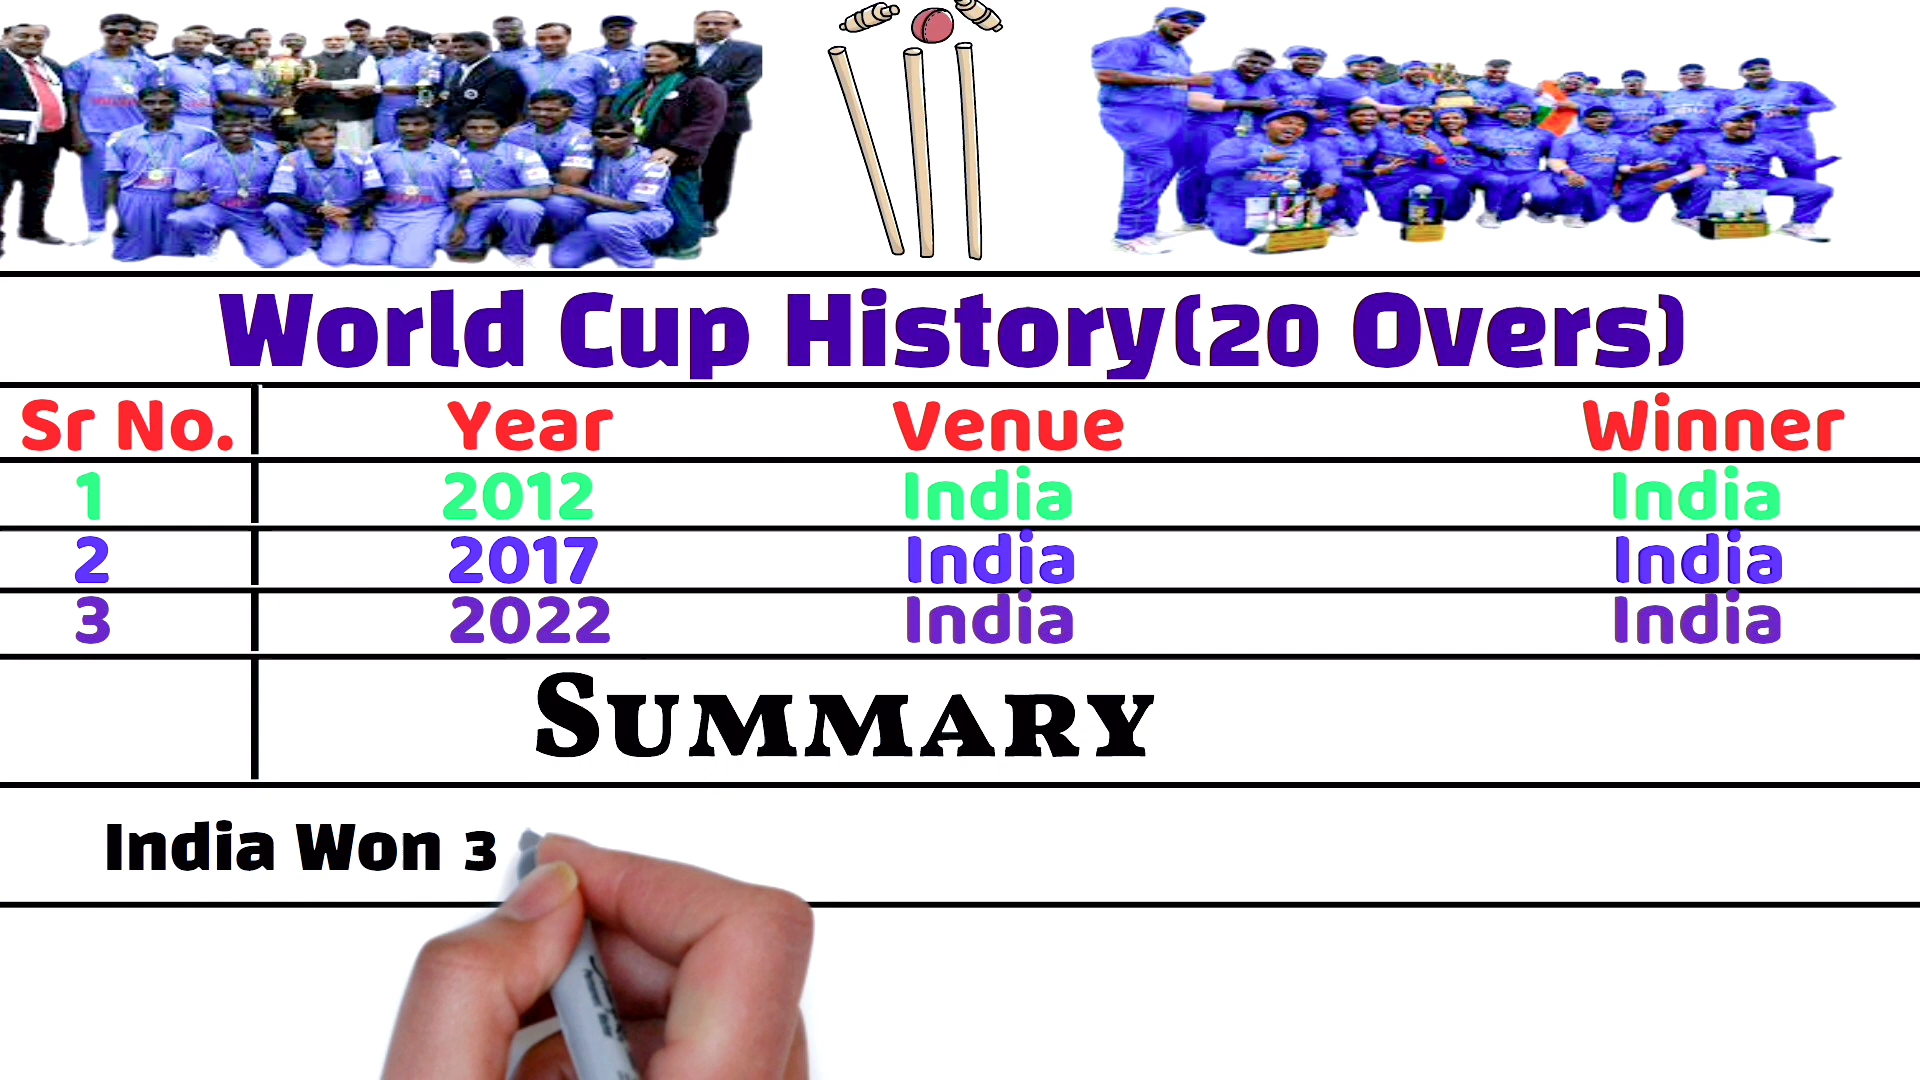 World Cup History(20 Overs)
Sr No. Year Venue Winner
1 2012 India India
2 2017 India India
3 2022 India India
Summary
India Won 3